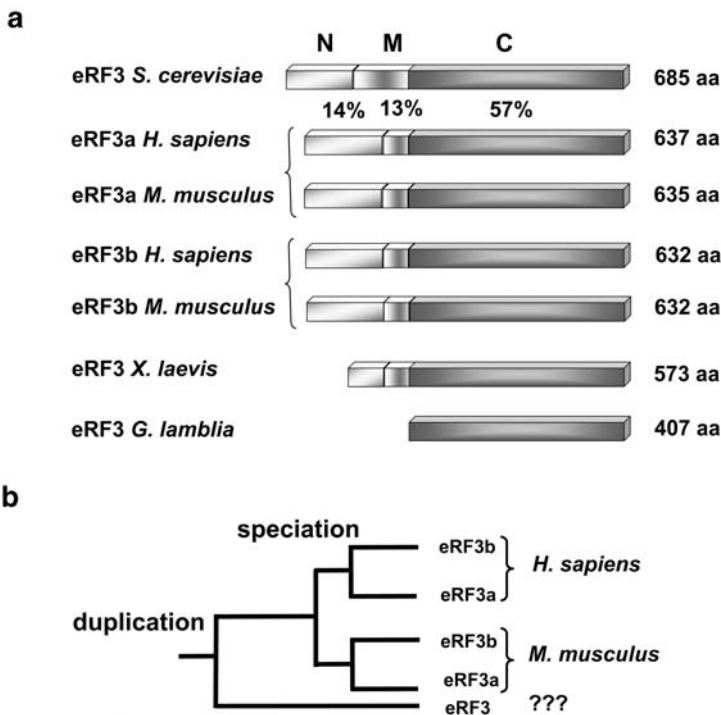 a
N M C
eRF3 S. cerevisiae 685 aa
14% 13% 57%
eRF3a H. sapiens 637 aa
eRF3a M. musculus 635 aa
eRF3b H. sapiens 632 aa
eRF3b M. musculus 632 aa
eRF3 X. laevis 573 aa
eRF3 G. lamblia 407 aa
b
speciation
eRF3b
H. sapiens
eRF3a
duplication
eRF3b
M. musculus
eRF3a
eRF3 ???